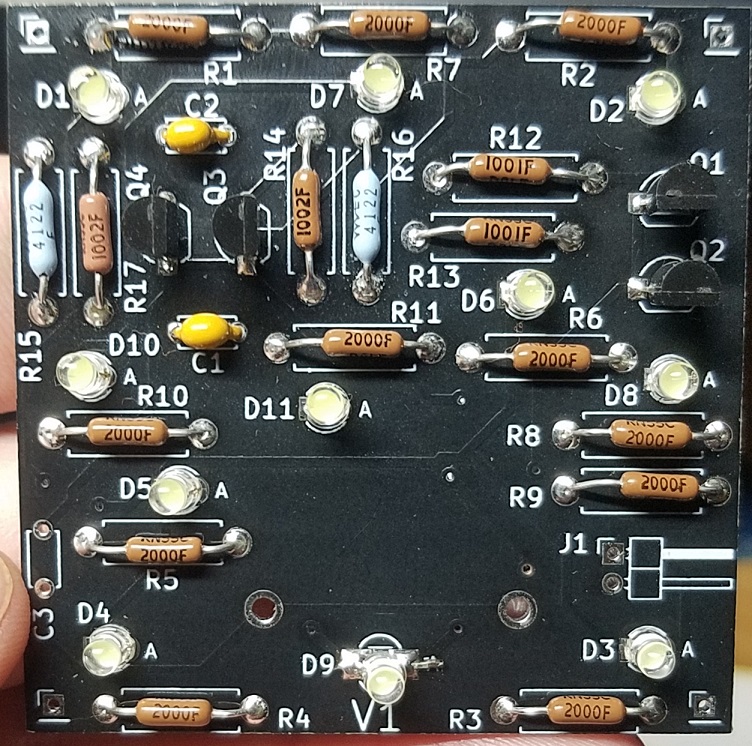 2000F 2000F 2000F
R1 R7 R2
D1 A C2 D7 A D2 A
R14 R16 R12
1001F
Q4 Q3 Q1
4122 1002F 1002F 4122
1001F
R17 R13 Q2
D6 A
R15 R11 R6
D10 C1 2000F
2000F
A R10 D8 A
D11 A
2000F R8 2000F
D5 A R9 2000F
2000F J1
R5
C3
D4 A D9 D3 A
2000F R4 V1 R3 2000F